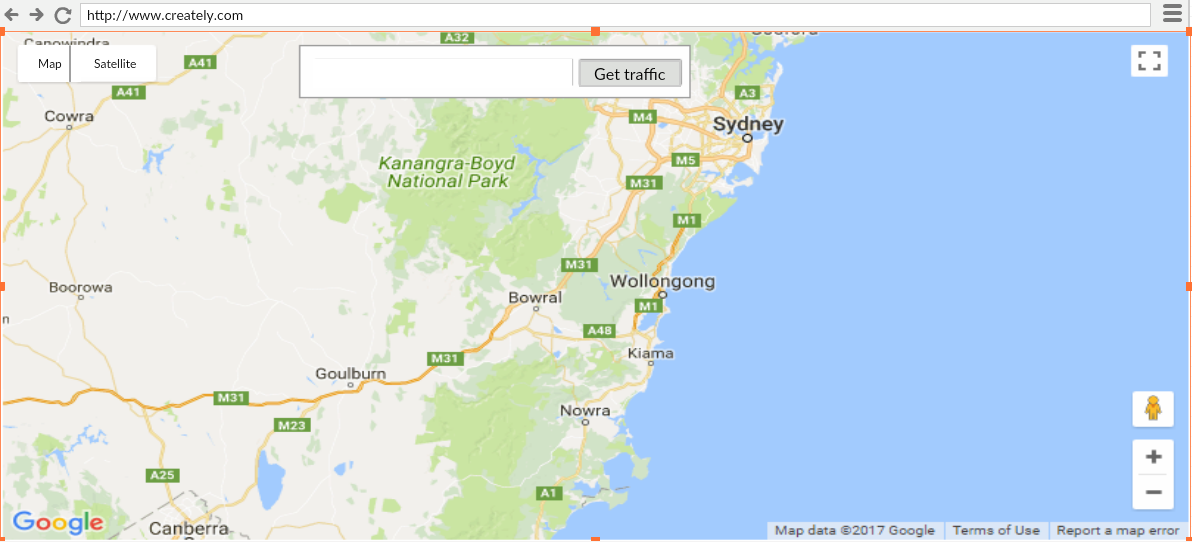 http://www.creately.com
Canowindra
A32
Gosford
Map
Satellite
A41
Get traffic
A41
A3
Cowra
M4
Sydney
Kanangra-Boyd
National Park
M5
M31
M1
M31
Wollongong
Boorowa
Bowral
M1
n
A48
Kiama
M31
Goulburn
M31
Nowra
M23
A25
A1
Google
Canberra
Map data ©2017 Google
Terms of Use
Report a map error